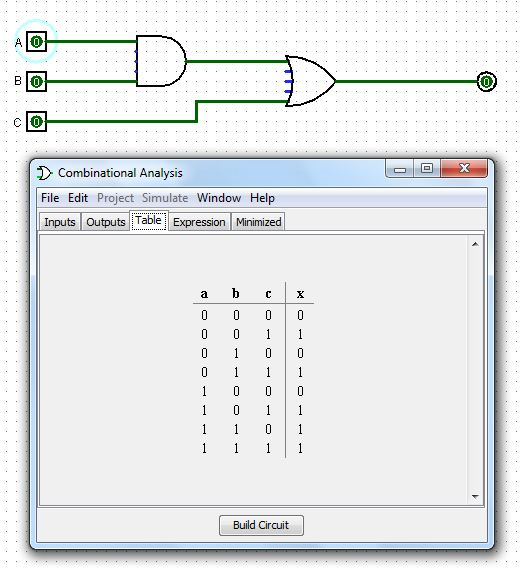 A 0
B 0
C 0
0
Combinational Analysis
File Edit Project Simulate Window Help
Inputs Outputs Table Expression Minimized
a b c x
0 0 0 0
0 0 1 1
0 1 0 0
0 1 1 1
1 0 0 0
1 0 1 1
1 1 0 1
1 1 1 1
Build Circuit